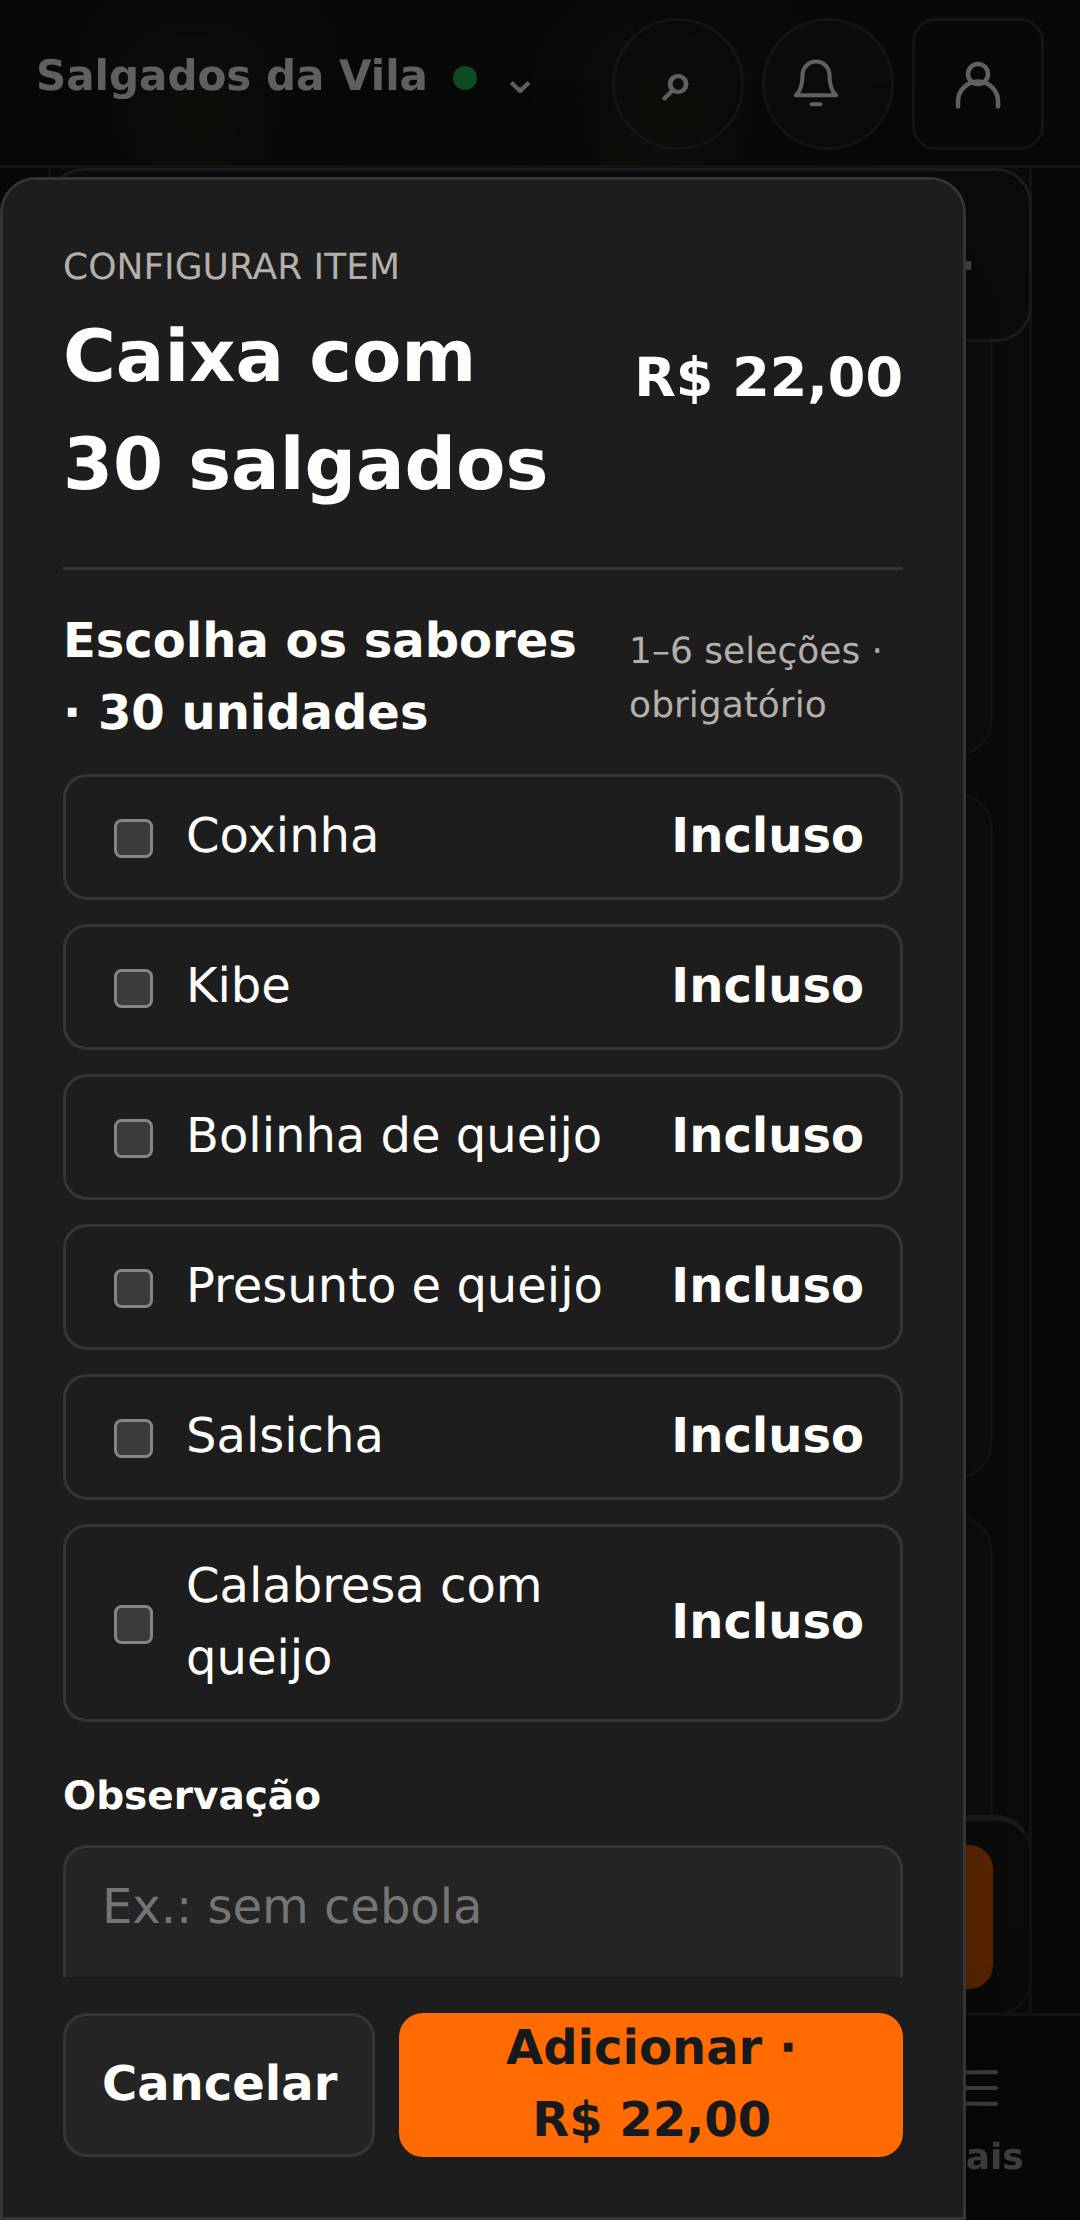 Salgados da Vila
CONFIGURAR ITEM
Caixa com
30 salgados
R$ 22,00
Escolha os sabores
· 30 unidades
1–6 seleções ·
obrigatório
Coxinha Incluso
Kibe Incluso
Bolinha de queijo Incluso
Presunto e queijo Incluso
Salsicha Incluso
Calabresa com
queijo
Incluso
Observação
Ex.: sem cebola
Cancelar
Adicionar ·
R$ 22,00
ais